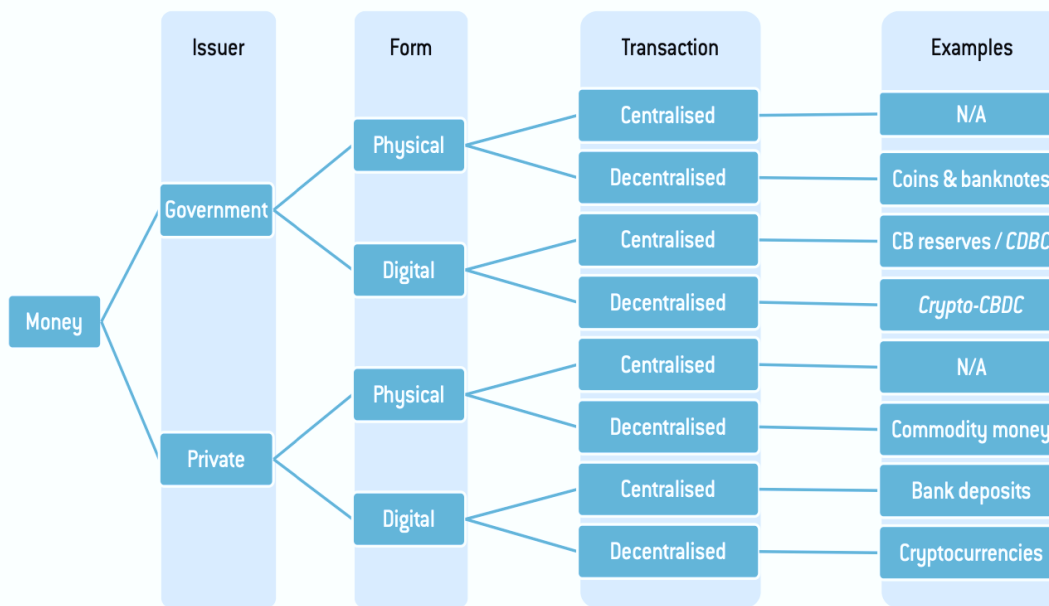 Issuer
Form
Transaction
Examples
Centralised
N/A
Physical
Decentralised
Coins & banknotes
Government
Centralised
CB reserves / CDBC
Digital
Decentralised
Crypto-CBDC
Money
Centralised
N/A
Physical
Decentralised
Commodity money
Private
Centralised
Bank deposits
Digital
Decentralised
Cryptocurrencies